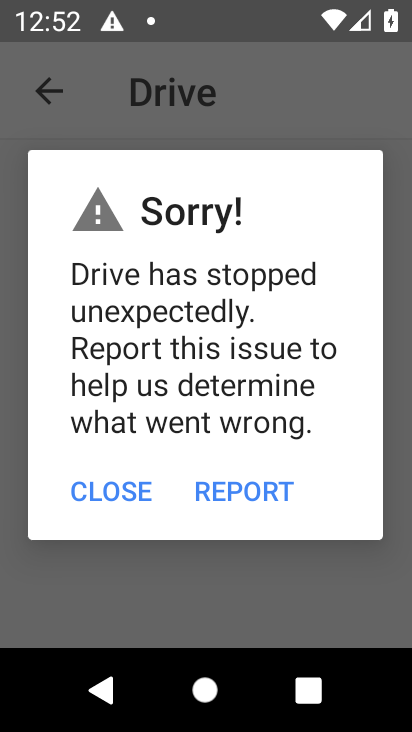 12:52
Drive
Sorry!
Drive has stopped
unexpectedly.
Report this issue to
help us determine
what went wrong.
CLOSE REPORT